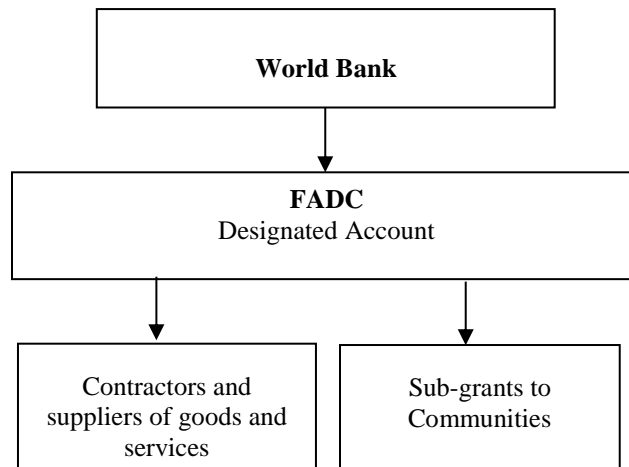 World Bank
FADC
Designated Account
Contractors and
suppliers of goods and
services
Sub-grants to
Communities